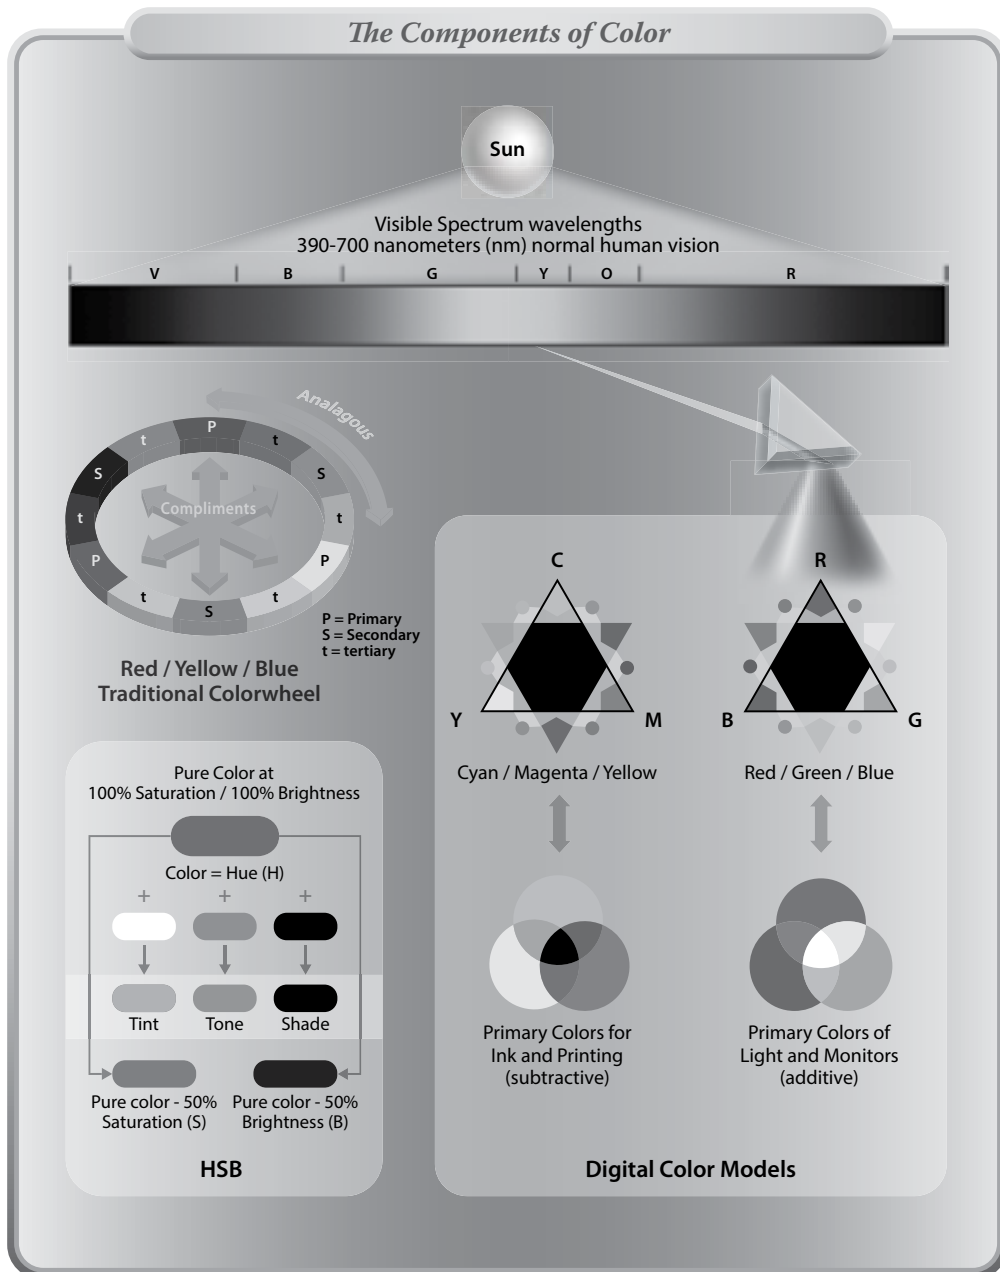 The Components of Color
Sun
Visible Spectrum wavelengths
390-700 nanometers (nm) normal human vision
V B G Y O R
Analagous
P
t
t
S
S
t
t
P
P
t
t
S
Compliments
P = Primary
S = Secondary
t = tertiary
Red / Yellow / Blue
Traditional Colorwheel
Pure Color at
100% Saturation / 100% Brightness
Color = Hue (H)
+ + +
Tint Tone Shade
Pure color - 50%
Saturation (S)
Pure color - 50%
Brightness (B)
HSB
C
Y
M
Cyan / Magenta / Yellow
R
B
G
Red / Green / Blue
Primary Colors for
Ink and Printing
(subtractive)
Primary Colors of
Light and Monitors
(additive)
Digital Color Models